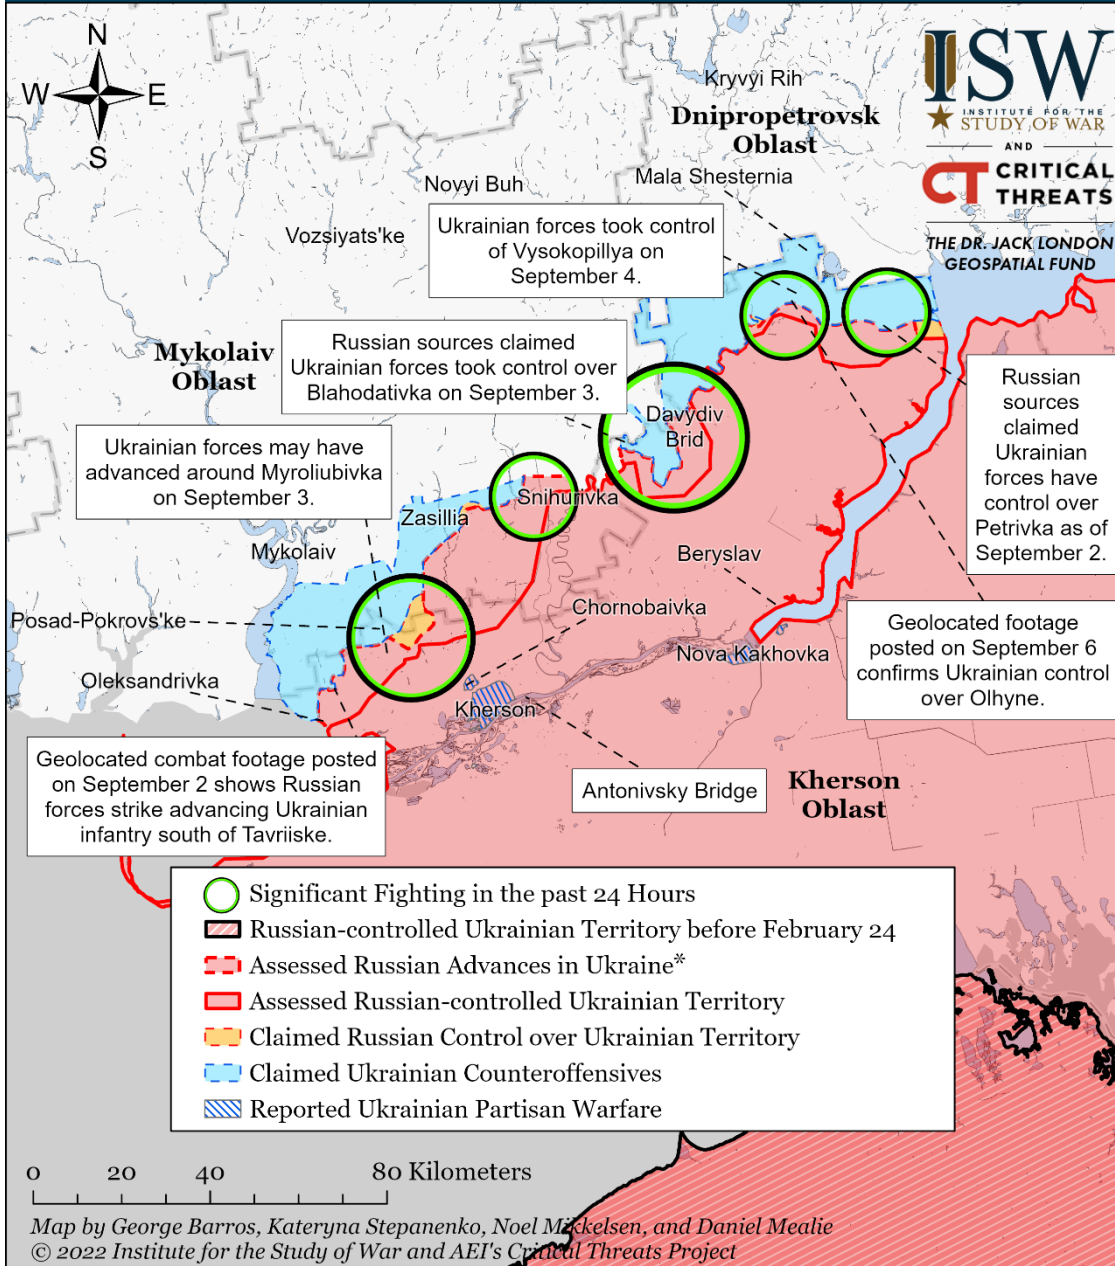 N
W
E
S
ISW
INSTITUTE FOR THE
STUDY OF WAR
AND
CT CRITICAL
THREATS
THE DR. JACK LONDON
GEOSPATIAL FUND
Kryvyi Rih
Dnipropetrovsk
Oblast
Mala Shesternia
Novyi Buh
Vozsiyats'ke
Ukrainian forces took control
of Vysokopillya on
September 4.
Mykolaiv
Oblast
Russian sources claimed
Ukrainian forces took control over
Blahodativka on September 3.
Russian
sources
claimed
Ukrainian
forces have
control over
Petrivka as of
September 2.
Davydiv
Brid
Ukrainian forces may have
advanced around Myroliubivka
on September 3.
Snihurivka
Zasillia
Mykolaiv
Beryslav
Chornobaivka
Posad-Pokrovs'ke
Nova Kakhovka
Geolocated footage
posted on September 6
confirms Ukrainian control
over Olhyne.
Oleksandrivka
Kherson
Geolocated combat footage posted
on September 2 shows Russian
forces strike advancing Ukrainian
infantry south of Tavriiske.
Antonivsky Bridge
Kherson
Oblast
Significant Fighting in the past 24 Hours
Russian-controlled Ukrainian Territory before February 24
Assessed Russian Advances in Ukraine*
Assessed Russian-controlled Ukrainian Territory
Claimed Russian Control over Ukrainian Territory
Claimed Ukrainian Counteroffensives
Reported Ukrainian Partisan Warfare
0 20 40 80 Kilometers
Map by George Barros, Kateryna Stepanenko, Noel Mikkelsen, and Daniel Mealie
© 2022 Institute for the Study of War and AEI's Critical Threats Project